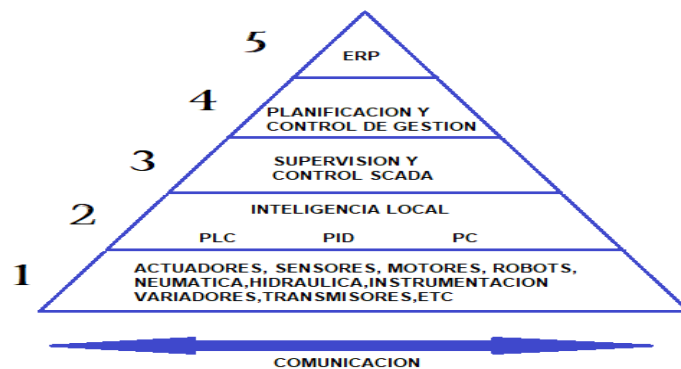 5
ERP
4
PLANIFICACION Y
CONTROL DE GESTION
3
SUPERVISION Y
CONTROL SCADA
2
INTELIGENCIA LOCAL
PLC PID PC
1
ACTUADORES, SENSORES, MOTORES, ROBOTS,
NEUMATICA,HIDRAULICA,INSTRUMENTACION
VARIADORES,TRANSMISORES,ETC
COMUNICACION